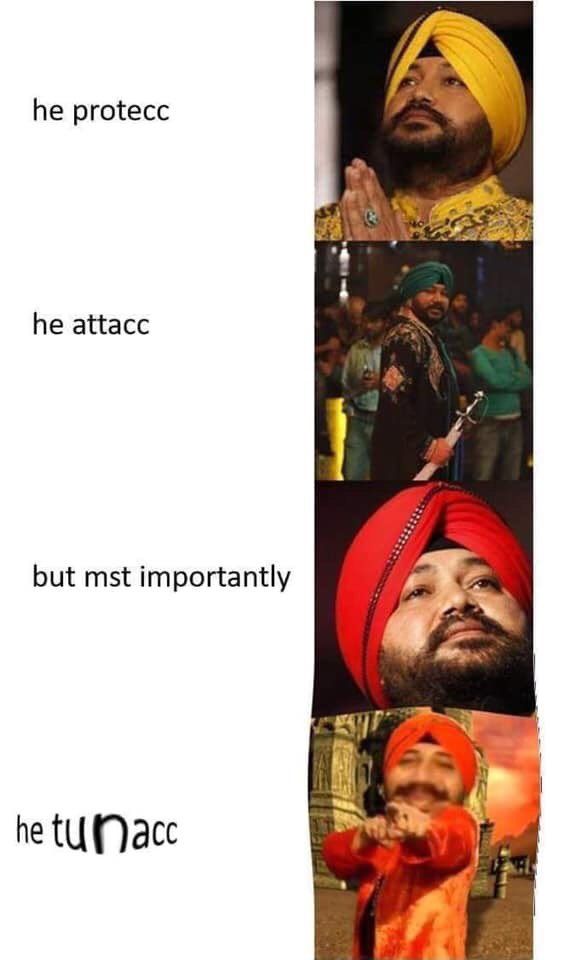 he protecc
he attacc
but mst importantly
he tunacc